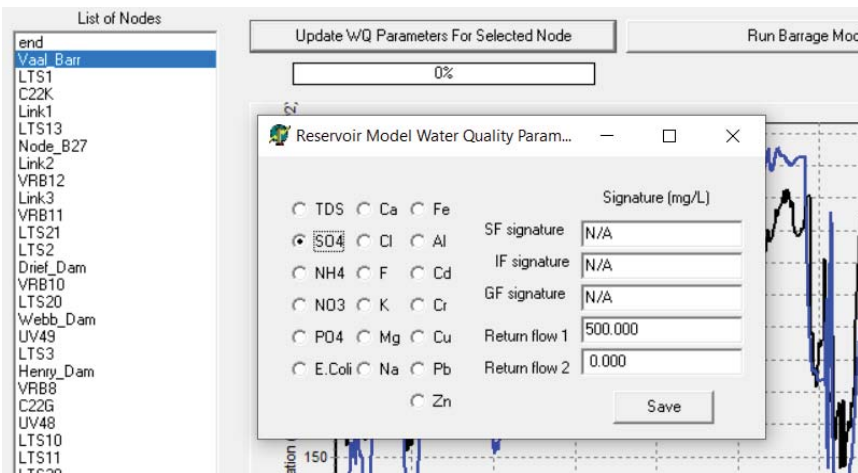 List of Nodes
end
Vaal_Barr
LTS1
C22K
Link1
LTS13
Node_B27
Link2
VRB12
Link3
VRB11
LTS21
LTS2
Drief_Dam
VRB10
LTS20
Webb_Dam
UV49
LTS3
Henry_Dam
VRB8
C22G
UV48
LTS10
LTS11
Update WQ Parameters For Selected Node
Run Barrage Mod
0%
Reservoir Model Water Quality Param...
Signature (mg/L)
TDS Ca Fe
SO4 Cl Al
NH4 F Cd
NO3 K Cr
PO4 Mg Cu
E.Coli Na Pb
Zn
SF signature N/A
IF signature N/A
GF signature N/A
Return flow 1 500.000
Return flow 2 0.000
Save
150